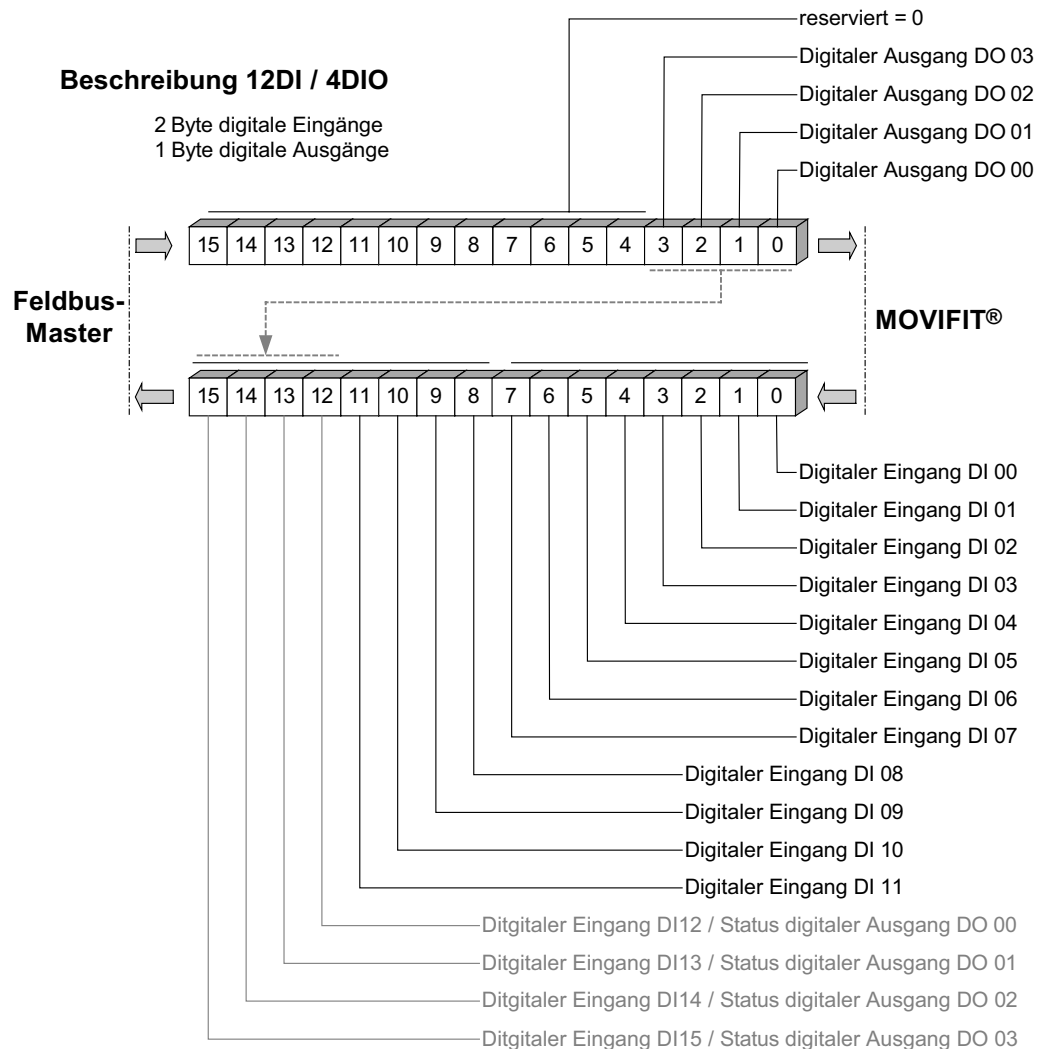 reserviert = 0
Digitaler Ausgang DO 03
Beschreibung 12DI / 4DIO
Digitaler Ausgang DO 02
2 Byte digitale Eingänge
Digitaler Ausgang DO 01
1 Byte digitale Ausgänge
Digitaler Ausgang DO 00
15 14 13 12 11 10 9 8 7 6 5 4 3 2 1 0
Feldbus-
Master
MOVIFIT®
15 14 13 12 11 10 9 8 7 6 5 4 3 2 1 0
Digitaler Eingang DI 00
Digitaler Eingang DI 01
Digitaler Eingang DI 02
Digitaler Eingang DI 03
Digitaler Eingang DI 04
Digitaler Eingang DI 05
Digitaler Eingang DI 06
Digitaler Eingang DI 07
Digitaler Eingang DI 08
Digitaler Eingang DI 09
Digitaler Eingang DI 10
Digitaler Eingang DI 11
Ditgitaler Eingang DI12 / Status digitaler Ausgang DO 00
Ditgitaler Eingang DI13 / Status digitaler Ausgang DO 01
Ditgitaler Eingang DI14 / Status digitaler Ausgang DO 02
Ditgitaler Eingang DI15 / Status digitaler Ausgang DO 03